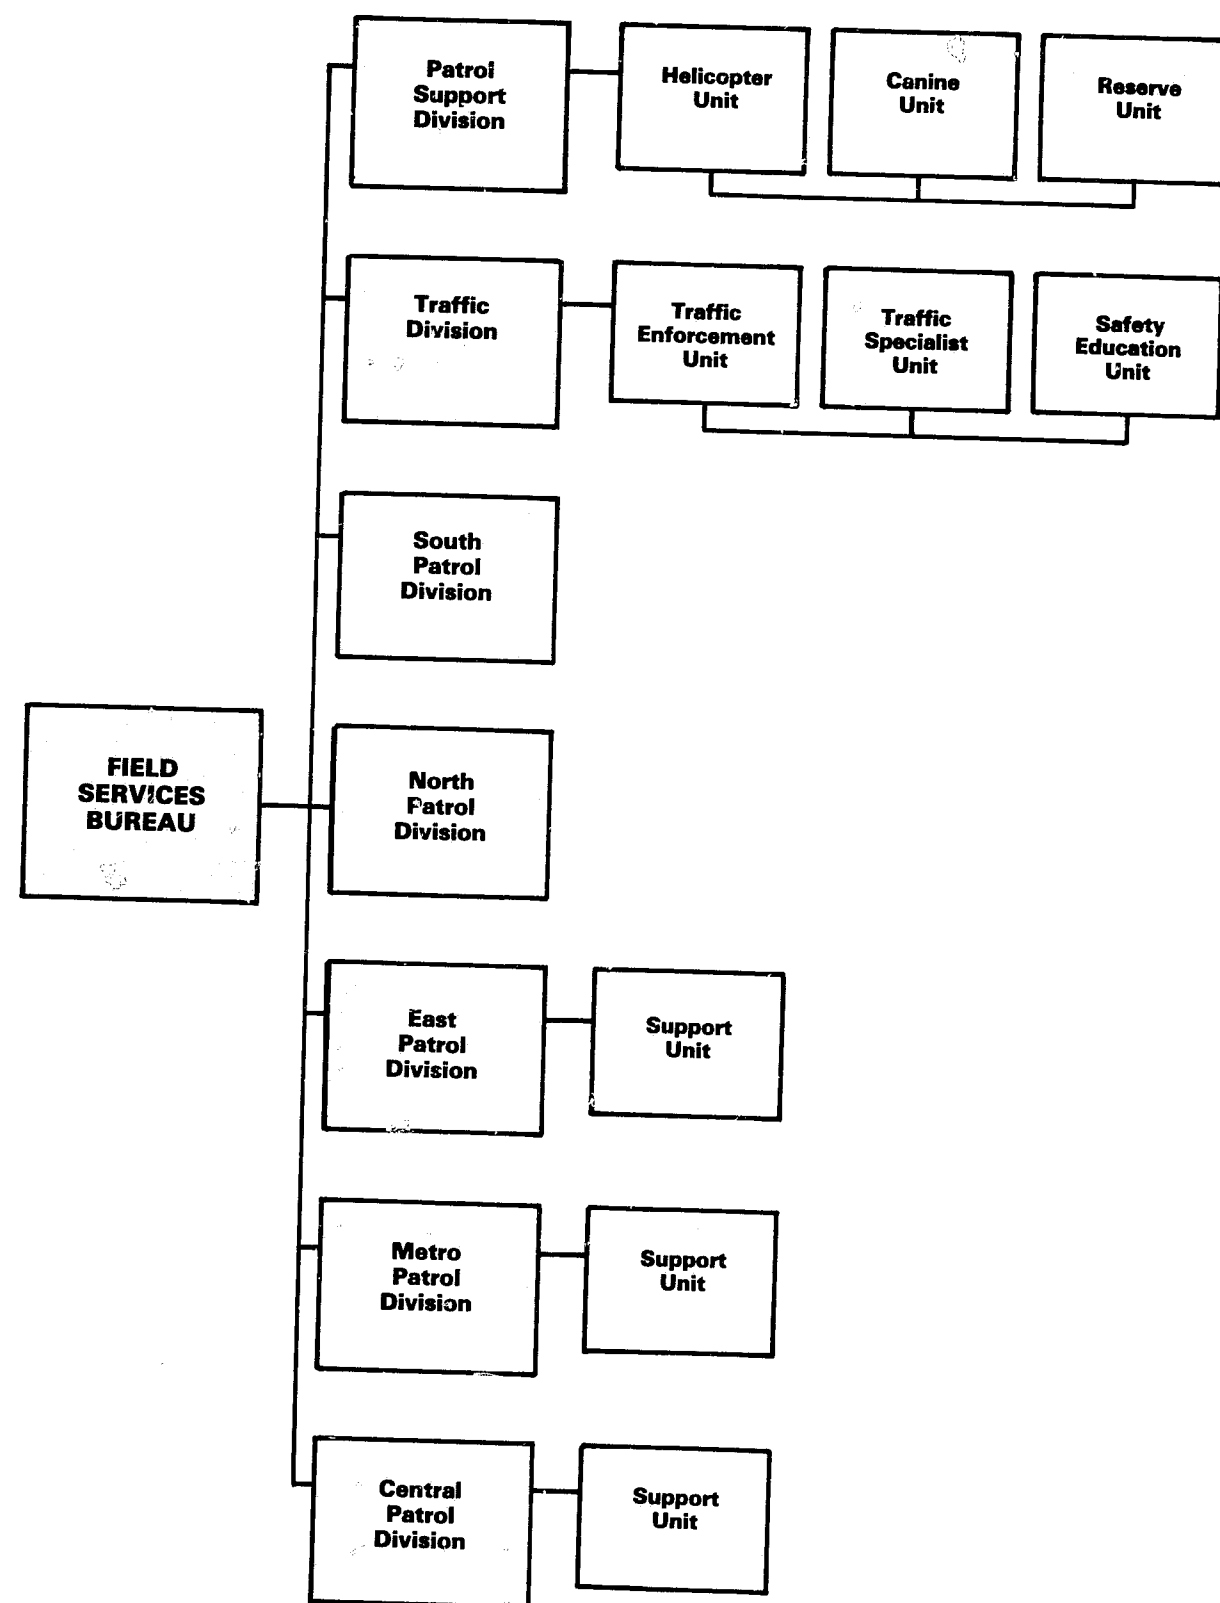 Patrol
Support
Division
Helicopter
Unit
Canine
Unit
Reserve
Unit
Traffic
Division
Traffic
Enforcement
Unit
Traffic
Specialist
Unit
Safety
Education
Unit
South
Patrol
Division
FIELD
SERVICES
BUREAU
North
Patrol
Division
East
Patrol
Division
Support
Unit
Metro
Patrol
Division
Support
Unit
Central
Patrol
Division
Support
Unit